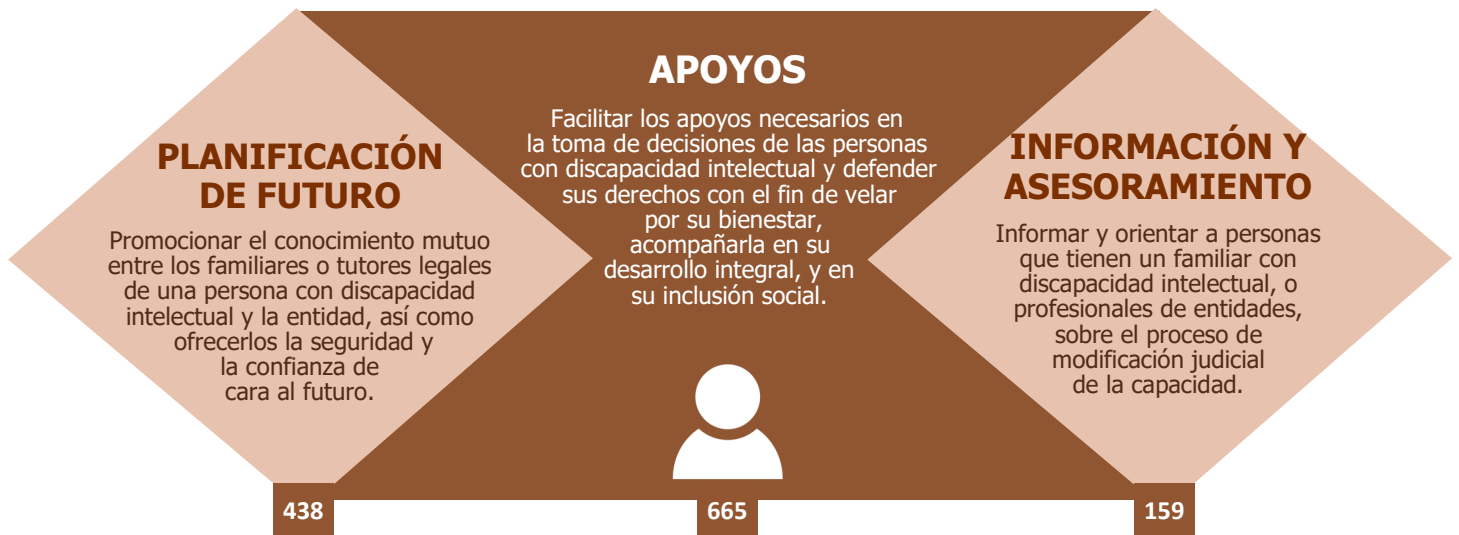 PLANIFICACIÓN
DE FUTURO
Promocionar el conocimiento mutuo
entre los familiares o tutores legales
de una persona con discapacidad
intelectual y la entidad, así como
ofrecerlos la seguridad y
la confianza de
cara al futuro.
438
APOYOS
Facilitar los apoyos necesarios en
la toma de decisiones de las personas
con discapacidad intelectual y defender
sus derechos con el fin de velar
por su bienestar,
acompañarla en su
desarrollo integral, y en
su inclusión social.
665
INFORMACIÓN Y
ASESORAMIENTO
Informar y orientar a personas
que tienen un familiar con
discapacidad intelectual, o
profesionales de entidades,
sobre el proceso de
modificación judicial
de la capacidad.
159